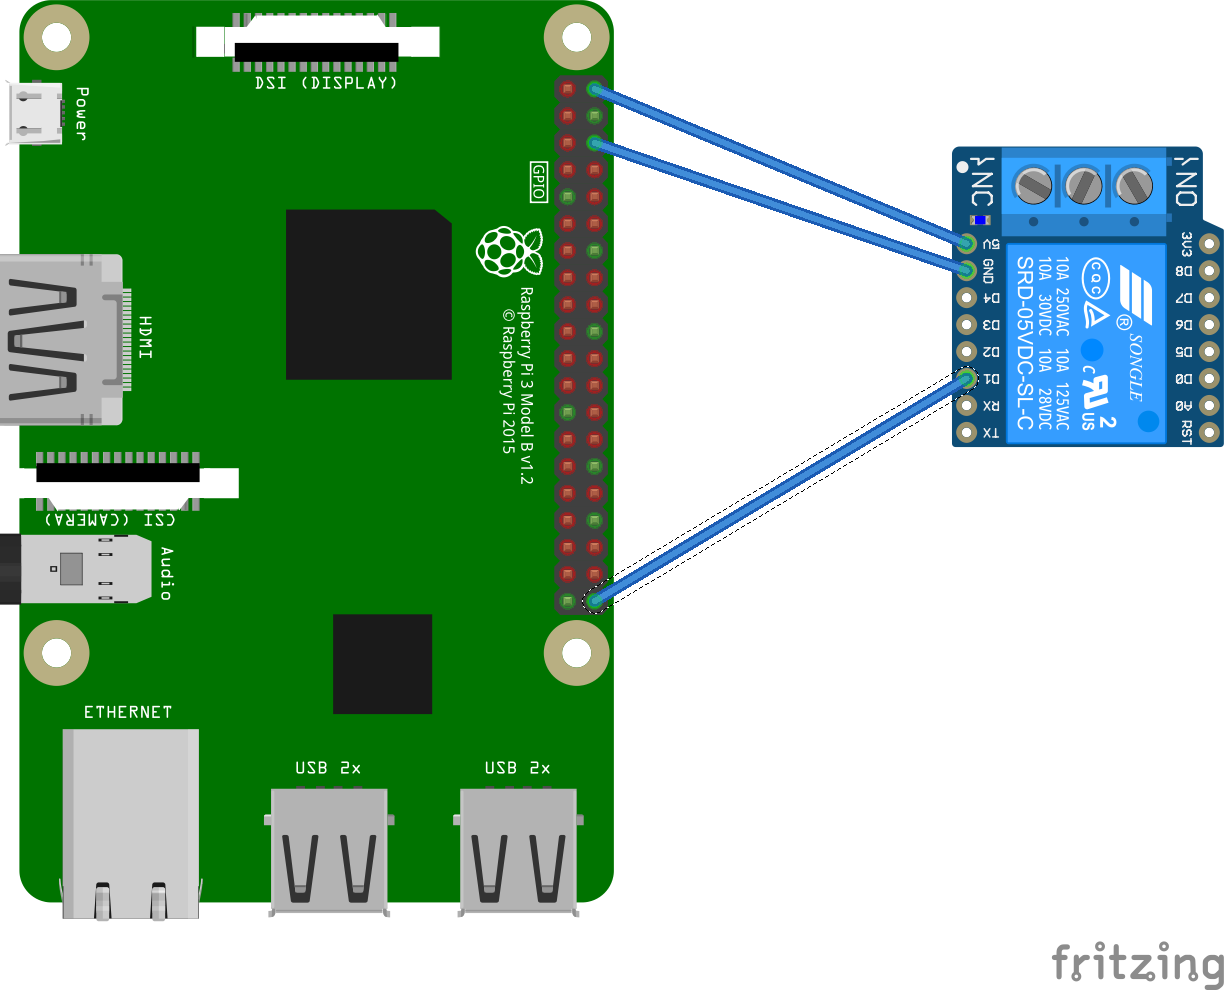 DSI (DISPLAY)
Power
GPIO
Raspberry Pi 3 Model B v1.2
© Raspberry Pi 2015
HDMI
CSI (CAMERA)
Audio
ETHERNET
USB 2x
USB 2x
NC
NO
5V
GND
D4
D3
D2
D1
RX
TX
3V3
D8
D7
D6
D5
D0
A0
RST
SONGLE
®
CQC
c
US
2
10A 250VAC 10A 125VAC
10A 30VDC 10A 28VDC
SRD-05VDC-SL-C
fritzing